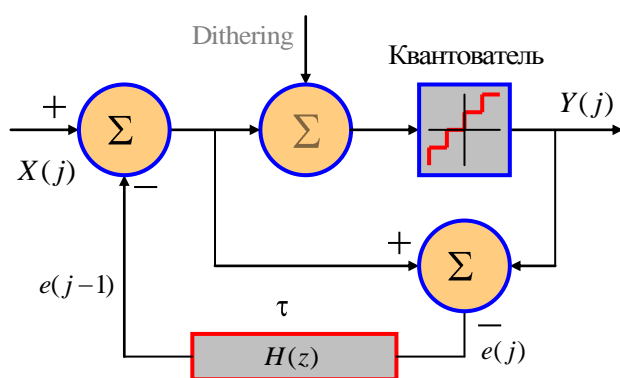 Dithering
Квантователь
+
Σ
Σ
Y(j)
X(j)
−
+
Σ
e(j−1)
τ
−
H(z)
e(j)